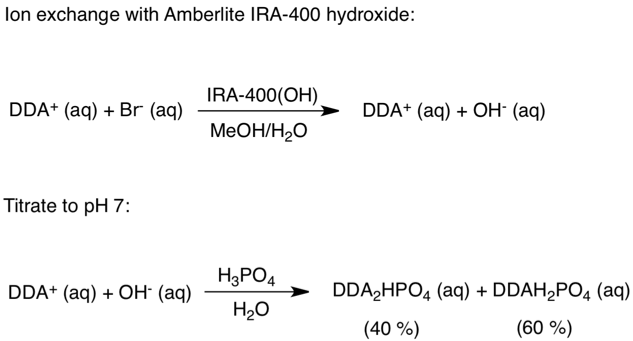 Ion exchange with Amberlite IRA-400 hydroxide:
IRA-400(OH)
DDA⁺ (aq) + Br⁻ (aq) DDA⁺ (aq) + OH⁻ (aq)
MeOH/H₂O
Titrate to pH 7:
H₃PO₄
DDA⁺ (aq) + OH⁻ (aq) DDA₂HPO₄ (aq) + DDAH₂PO₄ (aq)
H₂O
(40 %) (60 %)